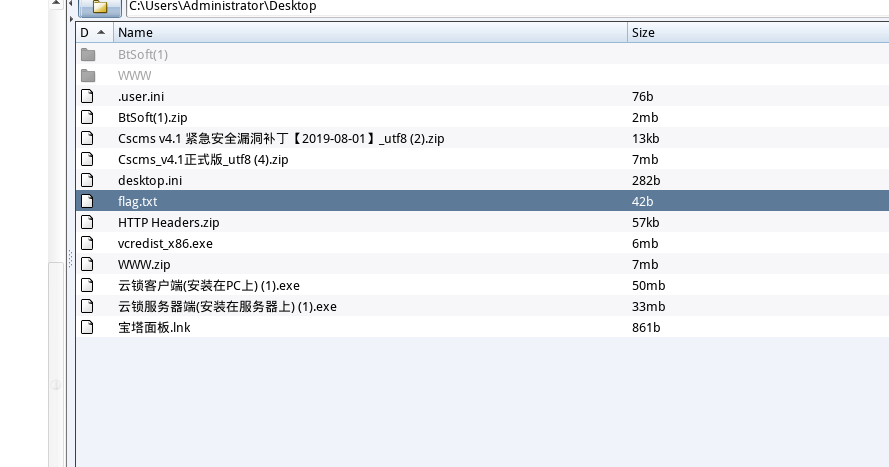 C:\Users\Administrator\Desktop
D Name Size
BtSoft(1)
WWW
.user.ini 76b
BtSoft(1).zip 2mb
Cscms v4.1 紧急安全漏洞补丁【2019-08-01】_utf8 (2).zip 13kb
Cscms_v4.1正式版_utf8 (4).zip 7mb
desktop.ini 282b
flag.txt 42b
HTTP Headers.zip 57kb
vcredist_x86.exe 6mb
WWW.zip 7mb
云锁客户端(安装在PC上) (1).exe 50mb
云锁服务器端(安装在服务器上) (1).exe 33mb
宝塔面板.lnk 861b